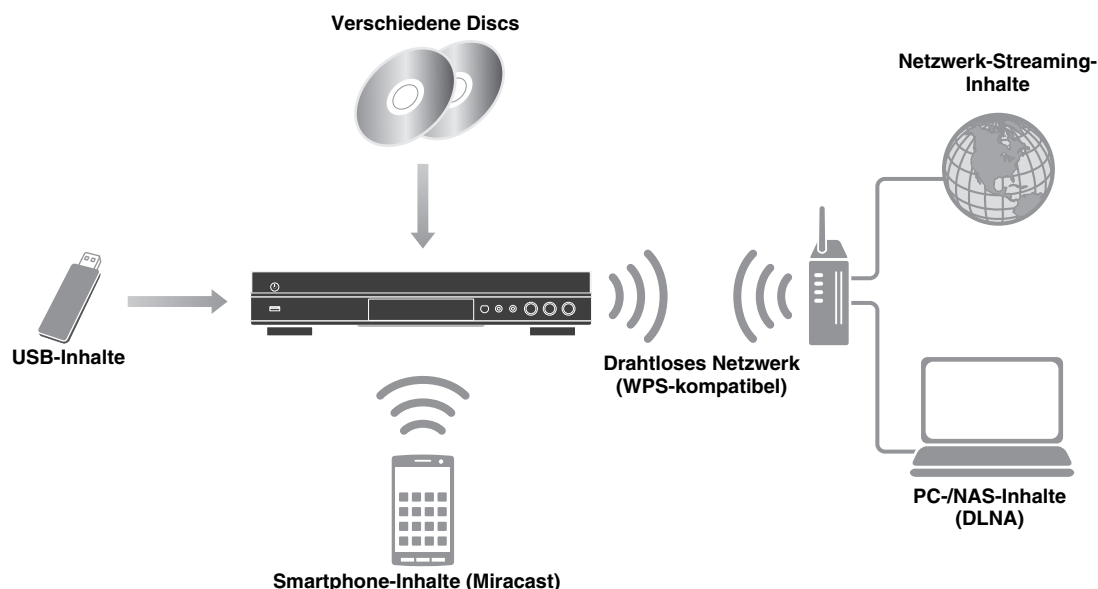 Verschiedene Discs
Netzwerk-Streaming-
Inhalte
USB-Inhalte
Drahtloses Netzwerk
(WPS-kompatibel)
PC-/NAS-Inhalte
(DLNA)
Smartphone-Inhalte (Miracast)